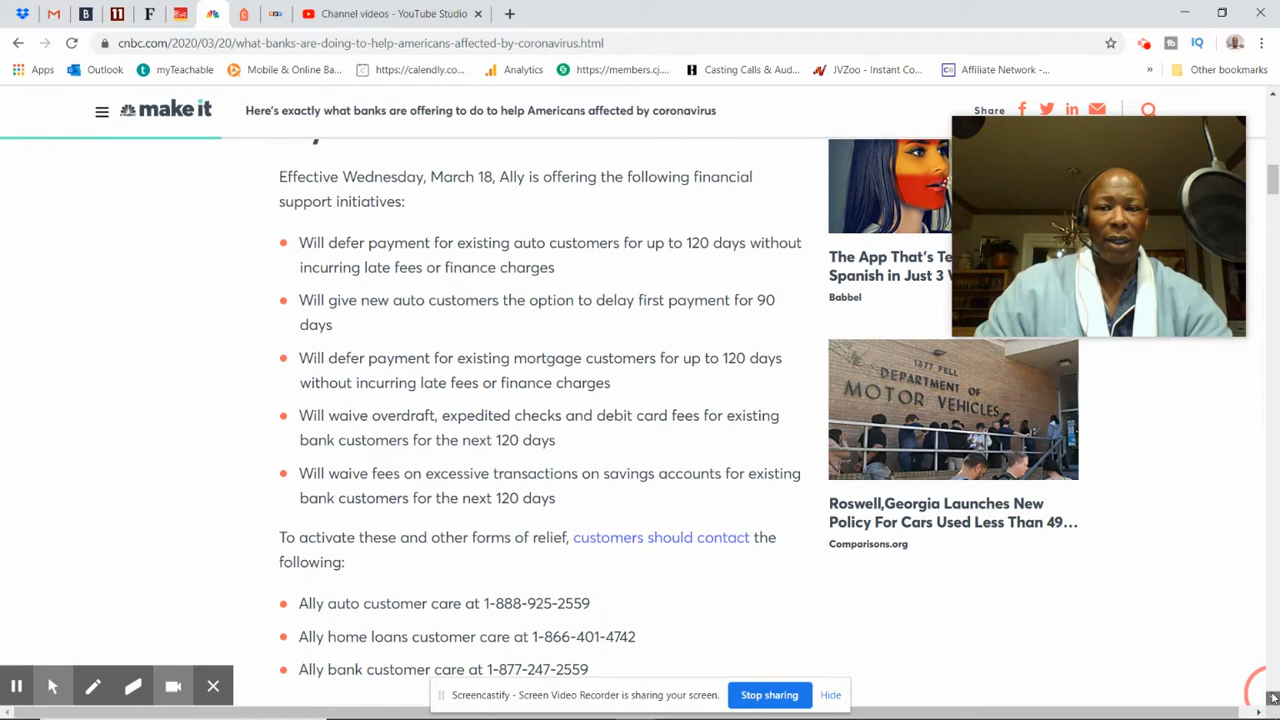 Channel videos - YouTube Studio
cnbc.com/2020/03/20/what-banks-are-doing-to-help-americans-affected-by-coronavirus.html
Apps
Outlook
myTeachable
Mobile & Online Ba...
https://calendly.co...
Analytics
https://members.cj....
Casting Calls & Aud...
JVZoo - Instant Co...
Affiliate Network -...
»
Other bookmarks
make it
Here's exactly what banks are offering to do to help Americans affected by coronavirus
Share
Effective Wednesday, March 18, Ally is offering the following financial
support initiatives:
Will defer payment for existing auto customers for up to 120 days without
incurring late fees or finance charges
Will give new auto customers the option to delay first payment for 90
days
Will defer payment for existing mortgage customers for up to 120 days
without incurring late fees or finance charges
Will waive overdraft, expedited checks and debit card fees for existing
bank customers for the next 120 days
Will waive fees on excessive transactions on savings accounts for existing
bank customers for the next 120 days
To activate these and other forms of relief, customers should contact the
following:
Ally auto customer care at 1-888-925-2559
Ally home loans customer care at 1-866-401-4742
Ally bank customer care at 1-877-247-2559
The App That's Te
Spanish in Just 3
Babbel
1377 FELL
DEPARTMENT OF
MOTOR VEHICLES
Roswell,Georgia Launches New
Policy For Cars Used Less Than 49...
Comparisons.org
Screencastify - Screen Video Recorder is sharing your screen.
Stop sharing
Hide